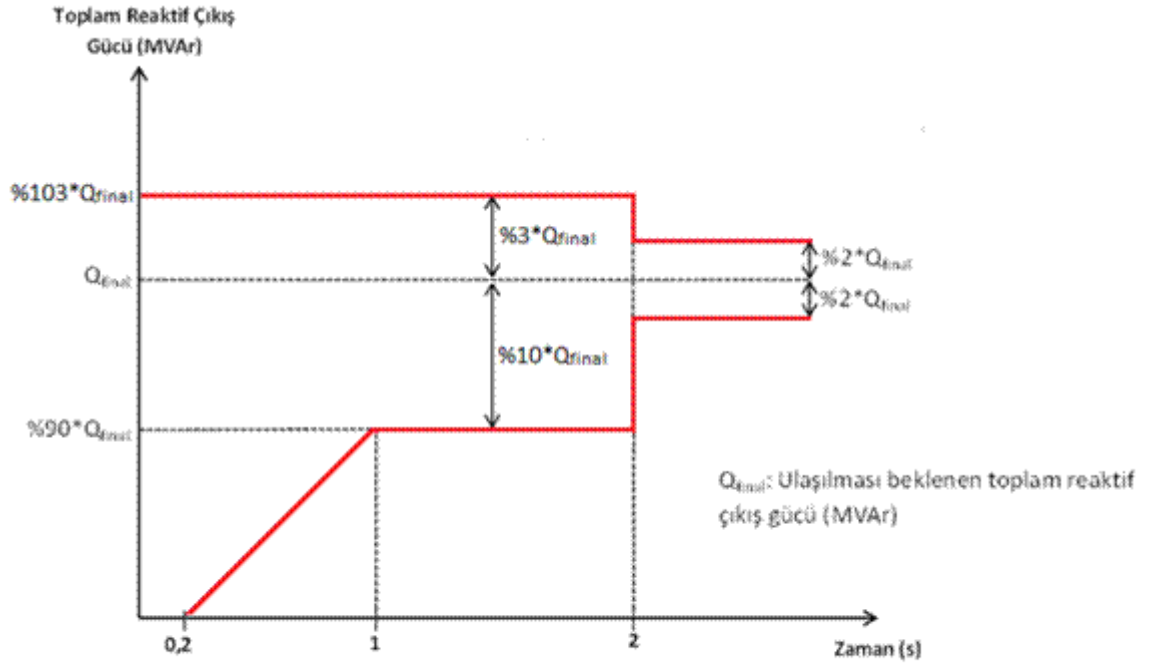 Toplam Reaktif Çıkış
Gücü (MVAr)
%103*Qfinal
%3*Qfinal
%2*Qfinal
Qfinal
%2*Qfinal
%10*Qfinal
%90*Qfinal
Qfinal: Ulaşılması beklenen toplam reaktif
çıkış gücü (MVAr)
0,2
1
2
Zaman (s)